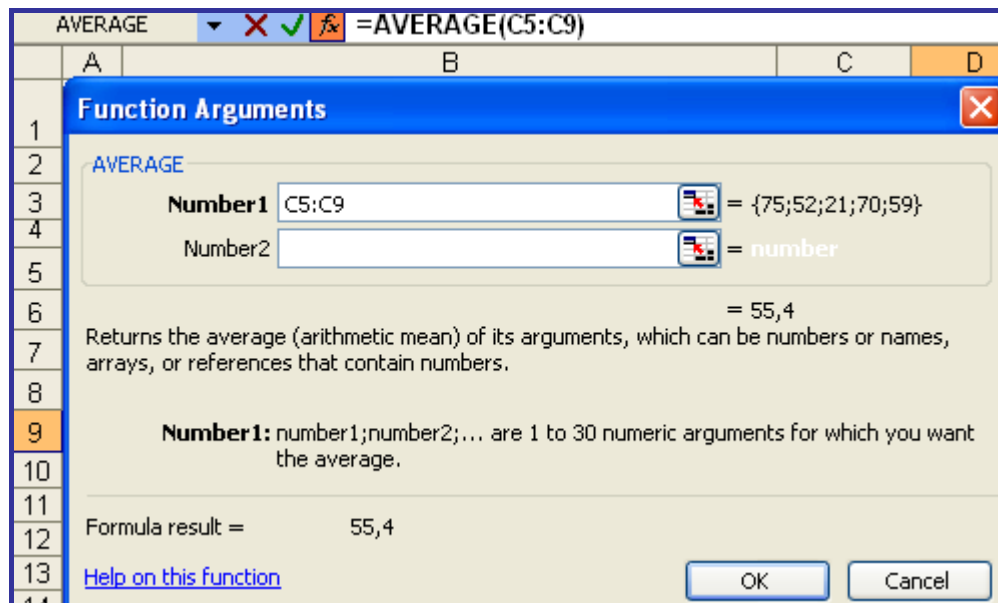 AVERAGE fx =AVERAGE(C5:C9)
A B C D
1
Function Arguments
2
AVERAGE
3
Number1 C5:C9 = {75;52;21;70;59}
4
Number2 = number
5
6
= 55,4
Returns the average (arithmetic mean) of its arguments, which can be numbers or names,
7
arrays, or references that contain numbers.
8
9
Number1: number1;number2;... are 1 to 30 numeric arguments for which you want
the average.
10
11
Formula result = 55,4
12
13
Help on this function OK Cancel
14